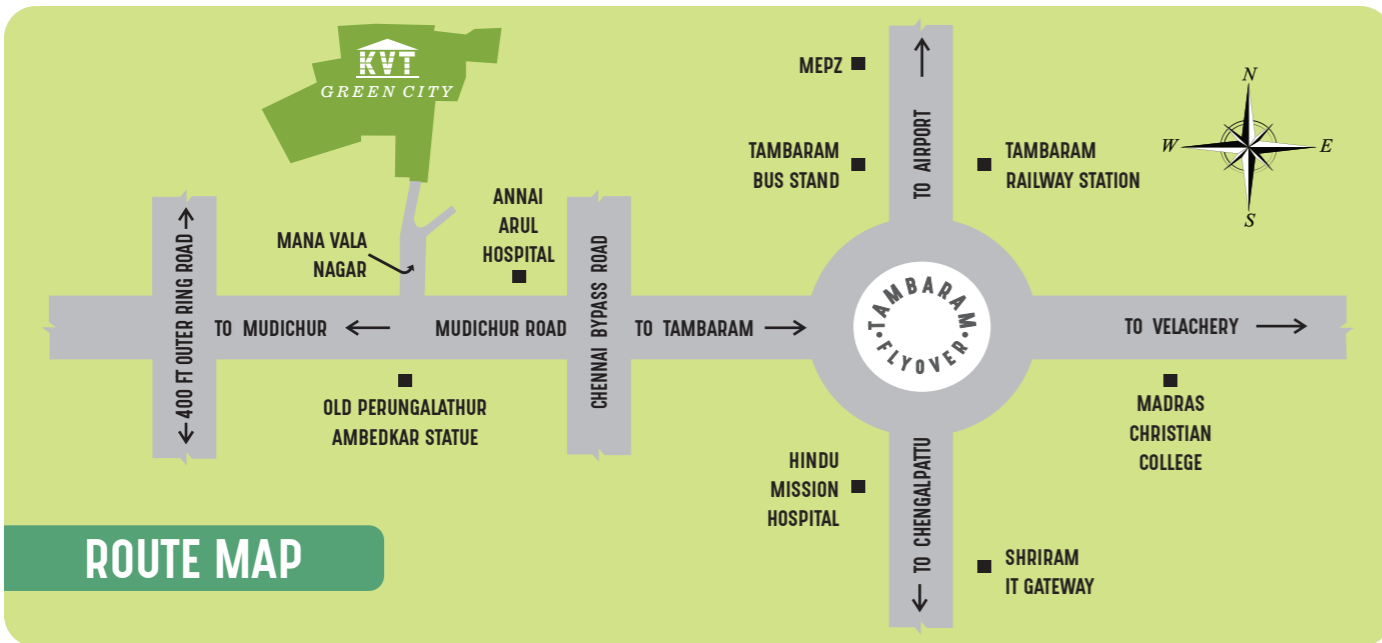 KVT
GREEN CITY
MEPZ
TAMBARAM
BUS STAND
TO AIRPORT
TAMBARAM
RAILWAY STATION
N
W
E
S
400 FT OUTER RING ROAD
MANA VALA
NAGAR
ANNAI
ARUL
HOSPITAL
CHENNAI BYPASS ROAD
TO MUDICHUR
MUDICHUR ROAD
TO TAMBARAM
TAMBARAM
FLYOVER
TO VELACHERY
OLD PERUNGALATHUR
AMBEDKAR STATUE
MADRAS
CHRISTIAN
COLLEGE
HINDU
MISSION
HOSPITAL
TO CHENGALPATTU
SHRIRAM
IT GATEWAY
ROUTE MAP